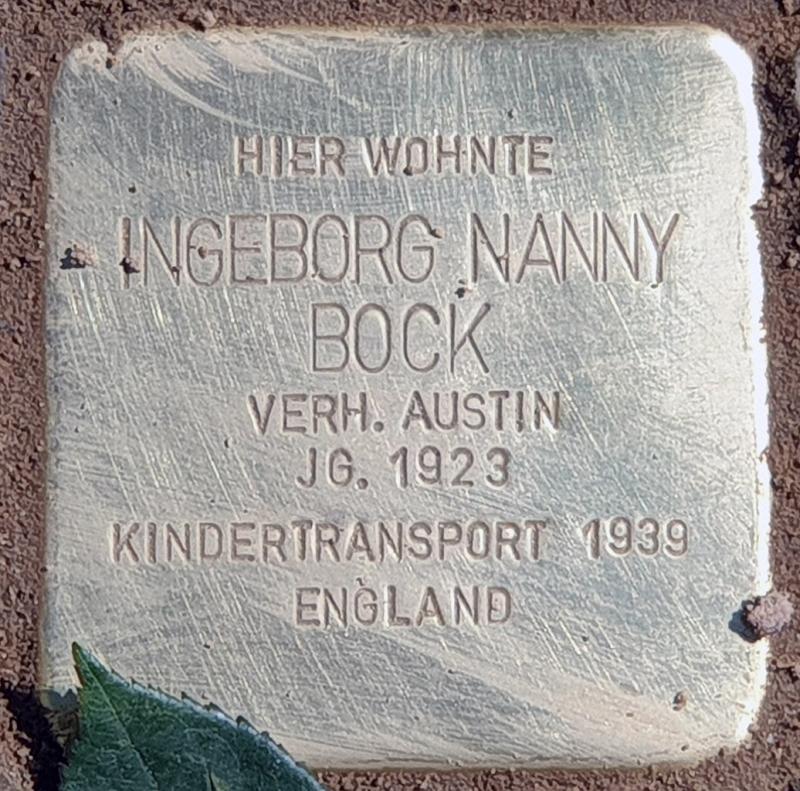 HIER WOHNTE
INGEBORG NANNY
BOCK
VERH. AUSTIN
JG. 1923
KINDERTRANSPORT 1939
ENGLAND